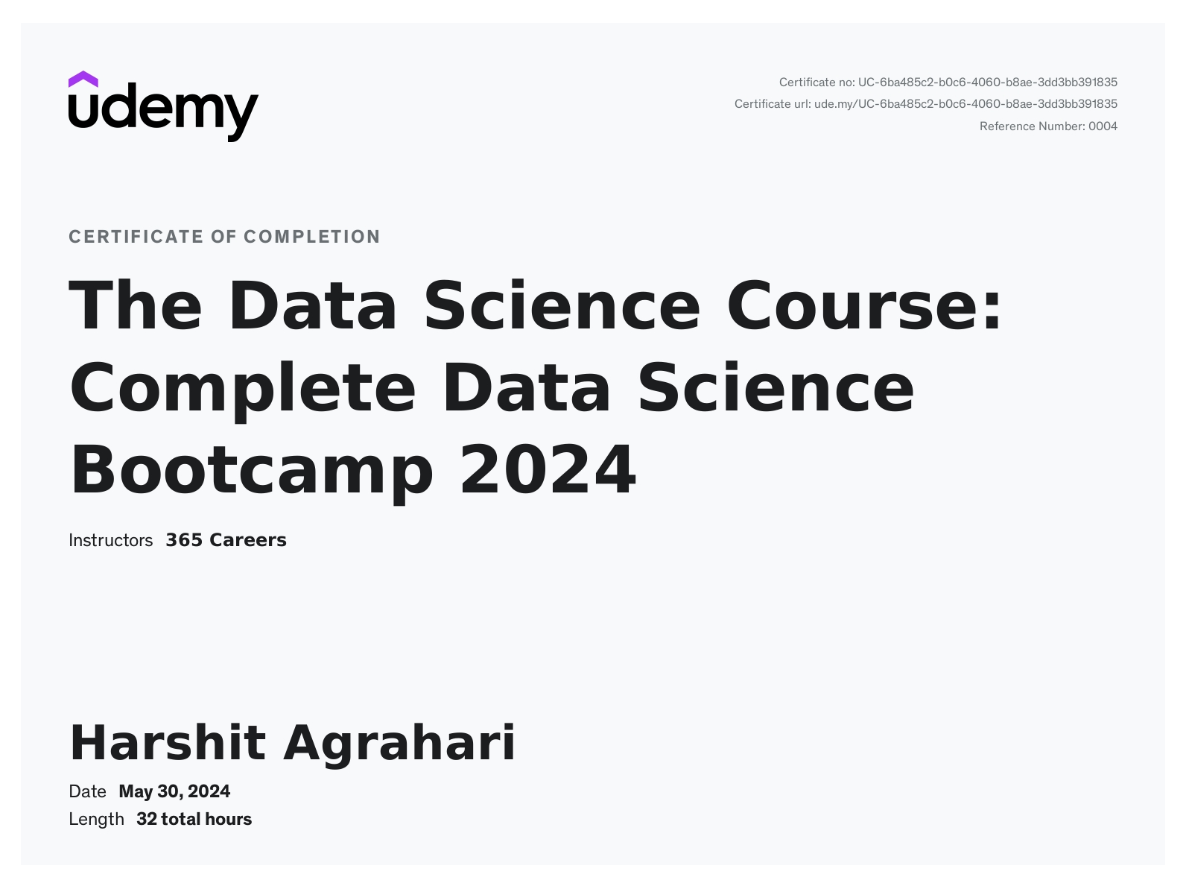 udemy
Certificate no: UC-6ba485c2-b0c6-4060-b8ae-3dd3bb391835
Certificate url: ude.my/UC-6ba485c2-b0c6-4060-b8ae-3dd3bb391835
Reference Number: 0004
CERTIFICATE OF COMPLETION
The Data Science Course:
Complete Data Science
Bootcamp 2024
Instructors 365 Careers
Harshit Agrahari
Date May 30, 2024
Length 32 total hours